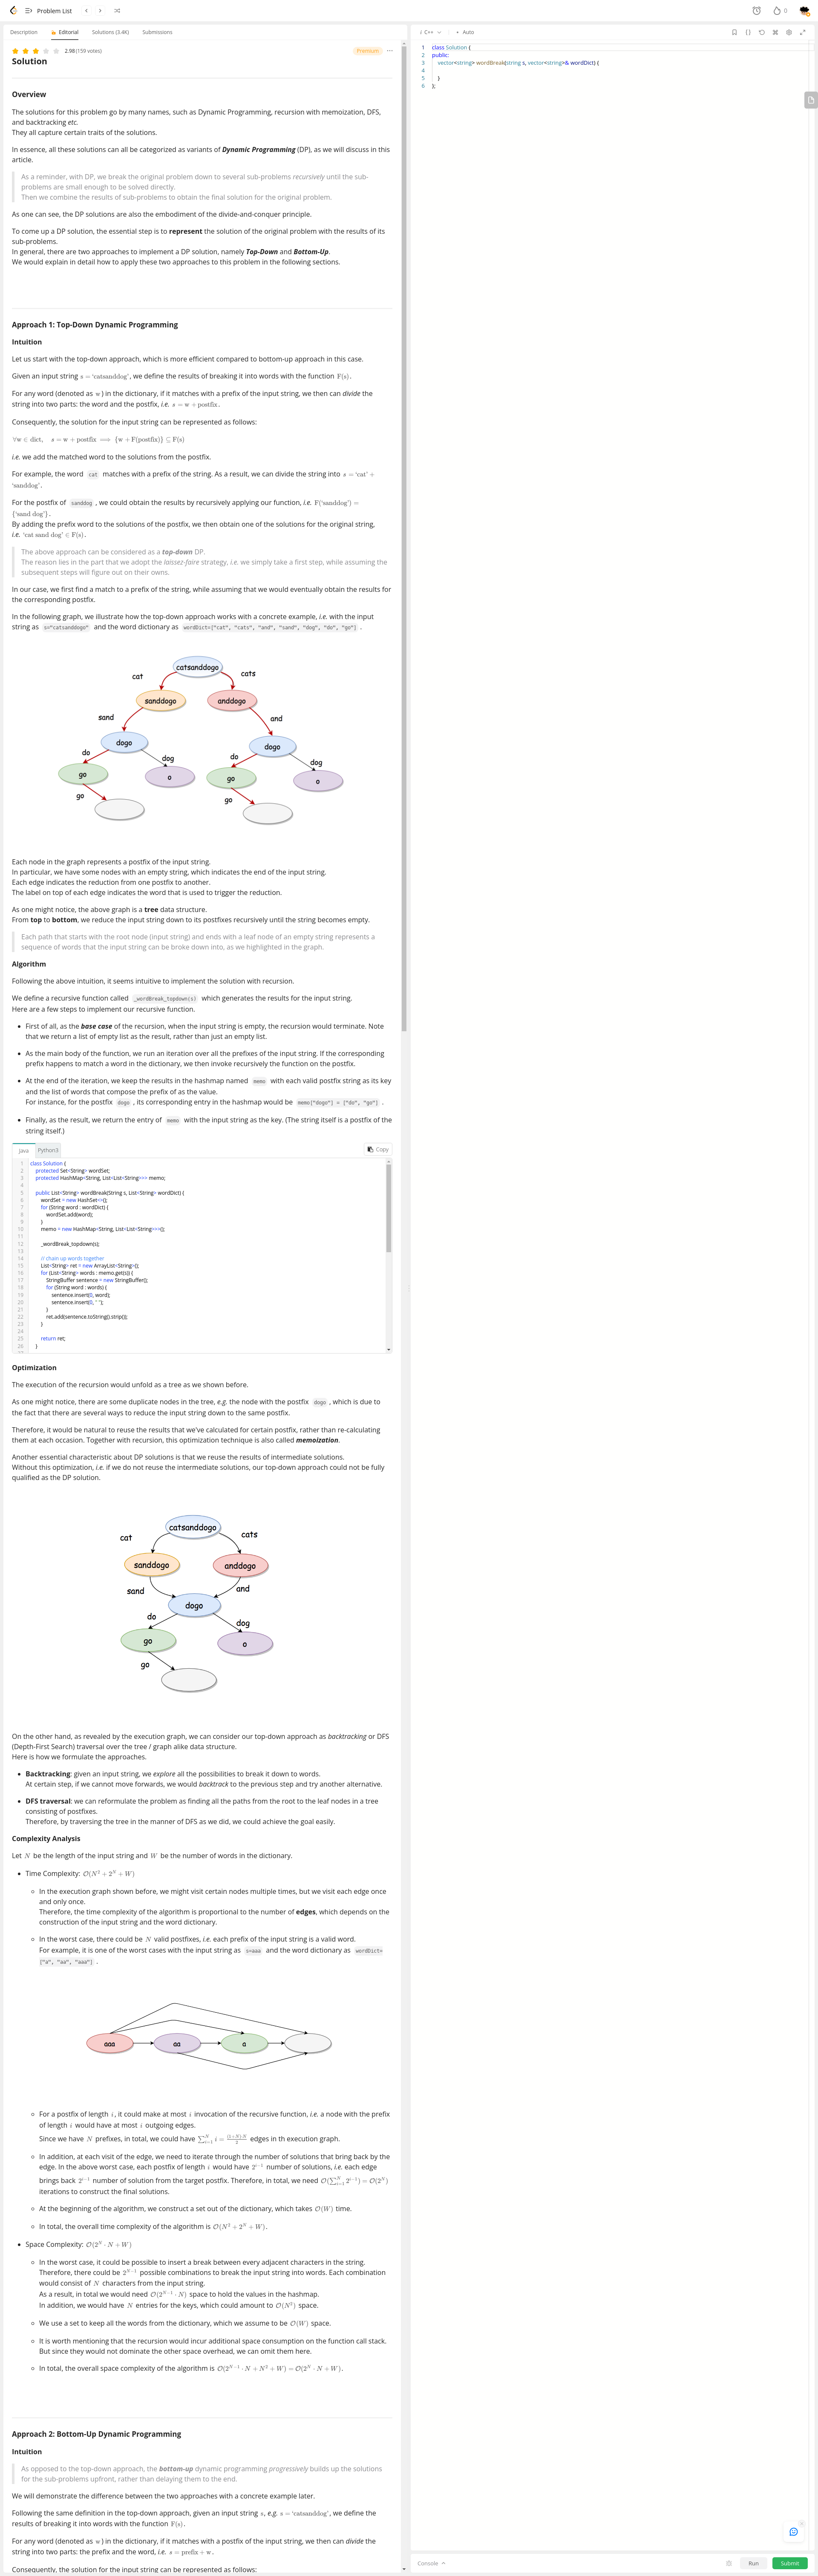 Problem List
0
Description
Editorial
Solutions (3.4K)
Submissions
2.98 (159 votes)
Premium
Solution
Overview
The solutions for this problem go by many names, such as Dynamic Programming, recursion with memoization, DFS,
and backtracking etc.
They all capture certain traits of the solutions.
In essence, all these solutions can all be categorized as variants of Dynamic Programming (DP), as we will discuss in this
article.
As a reminder, with DP, we break the original problem down to several sub-problems recursively until the sub-
problems are small enough to be solved directly.
Then we combine the results of sub-problems to obtain the final solution for the original problem.
As one can see, the DP solutions are also the embodiment of the divide-and-conquer principle.
To come up a DP solution, the essential step is to represent the solution of the original problem with the results of its
sub-problems.
In general, there are two approaches to implement a DP solution, namely Top-Down and Bottom-Up.
We would explain in detail how to apply these two approaches to this problem in the following sections.
Approach 1: Top-Down Dynamic Programming
Intuition
Let us start with the top-down approach, which is more efficient compared to bottom-up approach in this case.
Given an input string s = 'catsanddog', we define the results of breaking it into words with the function F(s).
For any word (denoted as w) in the dictionary, if it matches with a prefix of the input string, we then can divide the
string into two parts: the word and the postfix, i.e. s = w + postfix.
Consequently, the solution for the input string can be represented as follows:
∀w ∈ dict, s = w + postfix ⟹ {w + F(postfix)} ⊆ F(s)
i.e. we add the matched word to the solutions from the postfix.
For example, the word cat matches with a prefix of the string. As a result, we can divide the string into s = 'cat' +
'sanddog'.
For the postfix of sanddog, we could obtain the results by recursively applying our function, i.e. F('sanddog') =
{'sand dog'}.
By adding the prefix word to the solutions of the postfix, we then obtain one of the solutions for the original string,
i.e. 'cat sand dog' ∈ F(s).
The above approach can be considered as a top-down DP.
The reason lies in the part that we adopt the laissez-faire strategy, i.e. we simply take a first step, while assuming the
subsequent steps will figure out on their owns.
In our case, we first find a match to a prefix of the string, while assuming that we would eventually obtain the results for
the corresponding postfix.
In the following graph, we illustrate how the top-down approach works with a concrete example, i.e. with the input
string as s="catsanddogo" and the word dictionary as wordDict=["cat", "cats", "and", "sand", "dog", "do", "go"] .
catsanddogo
cat
cats
sanddogo
anddogo
sand
and
dogo
dogo
do
dog
do
dog
go
o
go
o
go
go
Each node in the graph represents a postfix of the input string.
In particular, we have some nodes with an empty string, which indicates the end of the input string.
Each edge indicates the reduction from one postfix to another.
The label on top of each edge indicates the word that is used to trigger the reduction.
As one might notice, the above graph is a tree data structure.
From top to bottom, we reduce the input string down to its postfixes recursively until the string becomes empty.
Each path that starts with the root node (input string) and ends with a leaf node of an empty string represents a
sequence of words that the input string can be broke down into, as we highlighted in the graph.
Algorithm
Following the above intuition, it seems intuitive to implement the solution with recursion.
We define a recursive function called _wordBreak_topdown(s) which generates the results for the input string.
Here are a few steps to implement our recursive function.
• First of all, as the base case of the recursion, when the input string is empty, the recursion would terminate. Note
that we return a list of empty list as the result, rather than just an empty list.
• As the main body of the function, we run an iteration over all the prefixes of the input string. If the corresponding
prefix happens to match a word in the dictionary, we then invoke recursively the function on the postfix.
• At the end of the iteration, we keep the results in the hashmap named memo with each valid postfix string as its key
and the list of words that compose the prefix of as the value.
For instance, for the postfix dogo, its corresponding entry in the hashmap would be memo["dogo"] = ["do", "go"] .
• Finally, as the result, we return the entry of memo with the input string as the key. (The string itself is a postfix of the
string itself.)
Java
Python3
Copy
1 class Solution {
2 protected Set<String> wordSet;
3 protected HashMap<String, List<List<String>>> memo;
4
5 public List<String> wordBreak(String s, List<String> wordDict) {
6 wordSet = new HashSet<>();
7 for (String word : wordDict) {
8 wordSet.add(word);
9 }
10 memo = new HashMap<String, List<List<String>>>();
11
12 _wordBreak_topdown(s);
13
14 // chain up words together
15 List<String> ret = new ArrayList<String>();
16 for (List<String> words : memo.get(s)) {
17 StringBuffer sentence = new StringBuffer();
18 for (String word : words) {
19 sentence.insert(0, word);
20 sentence.insert(0, " ");
21 }
22 ret.add(sentence.toString().strip());
23 }
24
25 return ret;
26 }
Optimization
The execution of the recursion would unfold as a tree as we shown before.
As one might notice, there are some duplicate nodes in the tree, e.g. the node with the postfix dogo, which is due to
the fact that there are several ways to reduce the input string down to the same postfix.
Therefore, it would be natural to reuse the results that we've calculated for certain postfix, rather than re-calculating
them at each occasion. Together with recursion, this optimization technique is also called memoization.
Another essential characteristic about DP solutions is that we reuse the results of intermediate solutions.
Without this optimization, i.e. if we do not reuse the intermediate solutions, our top-down approach could not be fully
qualified as the DP solution.
catsanddogo
cat
cats
sanddogo
anddogo
sand
and
dogo
do
dog
go
o
go
On the other hand, as revealed by the execution graph, we can consider our top-down approach as backtracking or DFS
(Depth-First Search) traversal over the tree / graph alike data structure.
Here is how we formulate the approaches.
• Backtracking: given an input string, we explore all the possibilities to break it down to words.
At certain step, if we cannot move forwards, we would backtrack to the previous step and try another alternative.
• DFS traversal: we can reformulate the problem as finding all the paths from the root to the leaf nodes in a tree
consisting of postfixes.
Therefore, by traversing the tree in the manner of DFS as we did, we could achieve the goal easily.
Complexity Analysis
Let N be the length of the input string and W be the number of words in the dictionary.
• Time Complexity: O(N² + 2^N + W)
○ In the execution graph shown before, we might visit certain nodes multiple times, but we visit each edge once
and only once.
Therefore, the time complexity of the algorithm is proportional to the number of edges, which depends on the
construction of the input string and the word dictionary.
○ In the worst case, there could be N valid postfixes, i.e. each prefix of the input string is a valid word.
For example, it is one of the worst cases with the input string as s=aaa and the word dictionary as wordDict=
["a", "aa", "aaa"] .
aaa
aa
a
○ For a postfix of length i, it could make at most i invocation of the recursive function, i.e. a node with the prefix
of length i would have at most i outgoing edges.
Since we have N prefixes, in total, we could have ∑_{i=1}^{N} i = (1+N)·N/2 edges in th execution graph.
○ In addition, at each visit of the edge, we need to iterate through the number of solutions that bring back by the
edge. In the above worst case, each postfix of length i would have 2^{i−1} number of solutions, i.e. each edge
brings back 2^{i−1} number of solution from the target postfix. Therefore, in total, we need O(∑_{i=1}^{N} 2^{i−1}) = O(2^N)
iterations to construct the final solutions.
○ At the beginning of the algorithm, we construct a set out of the dictionary, which takes O(W) time.
○ In total, the overall time complexity of the algorithm is O(N² + 2^N + W).
• Space Complexity: O(2^N · N + W)
○ In the worst case, it could be possible to insert a break between every adjacent characters in the string.
Therefore, there could be 2^{N−1} possible combinations to break the input string into words. Each combination
would consist of N characters from the input string.
As a result, in total we would need O(2^{N−1} · N) space to hold the values in the hashmap.
In addition, we would have N entries for the keys, which could amount to O(N²) space.
○ We use a set to keep all the words from the dictionary, which we assume to be O(W) space.
○ It is worth mentioning that the recursion would incur additional space consumption on the function call stack.
But since they would not dominate the other space overhead, we can omit them here.
○ In total, the overall space complexity of the algorithm is O(2^{N−1} · N + N² + W) = O(2^N · N + W).
Approach 2: Bottom-Up Dynamic Programming
Intuition
As opposed to the top-down approach, the bottom-up dynamic programming progressively builds up the solutions
for the sub-problems upfront, rather than delaying them to the end.
We will demonstrate the difference between the two approaches with a concrete example later.
Following the same definition in the top-down approach, given an input string s, e.g. s = 'catsanddog', we define the
results of breaking it into words with the function F(s).
For any word (denoted as w) in the dictionary, if it matches with a postfix of the input string, we then can divide the
string into two parts: the prefix and the word, i.e. s = prefix + w.
Consequently, the solution for the input string can be represented as follows:
i C++
Auto
1 class Solution {
2 public:
3 vector<string> wordBreak(string s, vector<string>& wordDict) {
4
5 }
6 };
Console
Run
Submit